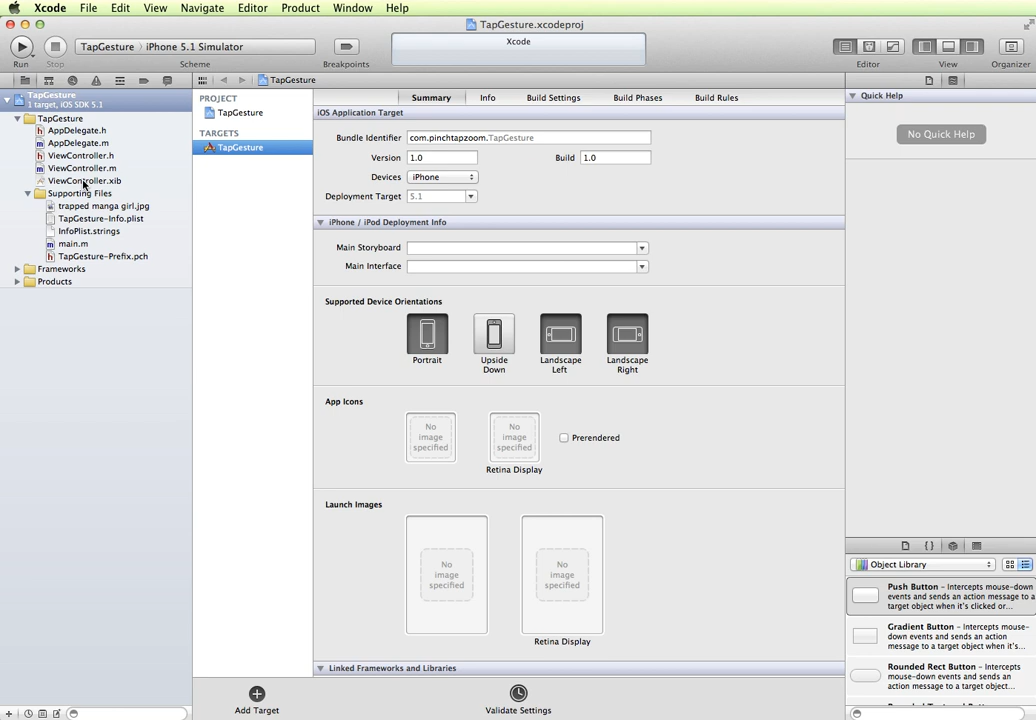 Xcode File Edit View Navigate Editor Product Window Help
TapGesture.xcodeproj
TapGesture iPhone 5.1 Simulator
Xcode
Run Stop Scheme Breakpoints Editor View Organizer
TapGesture
1 target, iOS SDK 5.1
TapGesture
AppDelegate.h
AppDelegate.m
ViewController.h
ViewController.m
ViewController.xib
Supporting Files
trapped manga girl.jpg
TapGesture-Info.plist
InfoPlist.strings
main.m
TapGesture-Prefix.pch
Frameworks
Products
TapGesture
PROJECT
TapGesture
TARGETS
TapGesture
Summary Info Build Settings Build Phases Build Rules
iOS Application Target
Bundle Identifier com.pinchtapzoom.TapGesture
Version 1.0 Build 1.0
Devices iPhone
Deployment Target 5.1
iPhone / iPod Deployment Info
Main Storyboard
Main Interface
Supported Device Orientations
Portrait Upside Down Landscape Left Landscape Right
App Icons
No image specified
No image specified
Prerendered
Retina Display
Launch Images
No image specified
No image specified
Retina Display
Linked Frameworks and Libraries
Add Target Validate Settings
Quick Help
No Quick Help
Object Library
Push Button – Intercepts mouse-down
events and sends an action message to a
target object when it's clicked or...
Gradient Button – Intercepts mouse-
down events and sends an action
message to a target object when it's...
Rounded Rect Button – Intercepts
mouse-down events and sends an
action message to a target object...